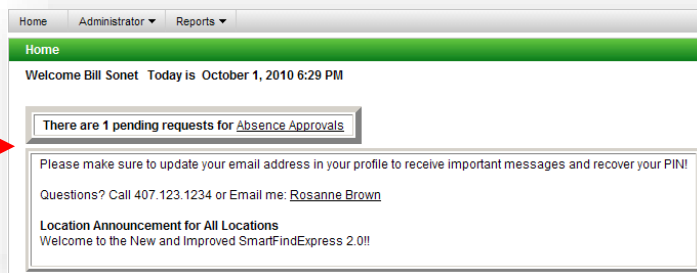 Home Administrator Reports
Home
Welcome Bill Sonet Today is October 1, 2010 6:29 PM
There are 1 pending requests for Absence Approvals
Please make sure to update your email address in your profile to receive important messages and recover your PIN!
Questions? Call 407.123.1234 or Email me: Rosanne Brown
Location Announcement for All Locations
Welcome to the New and Improved SmartFindExpress 2.0!!